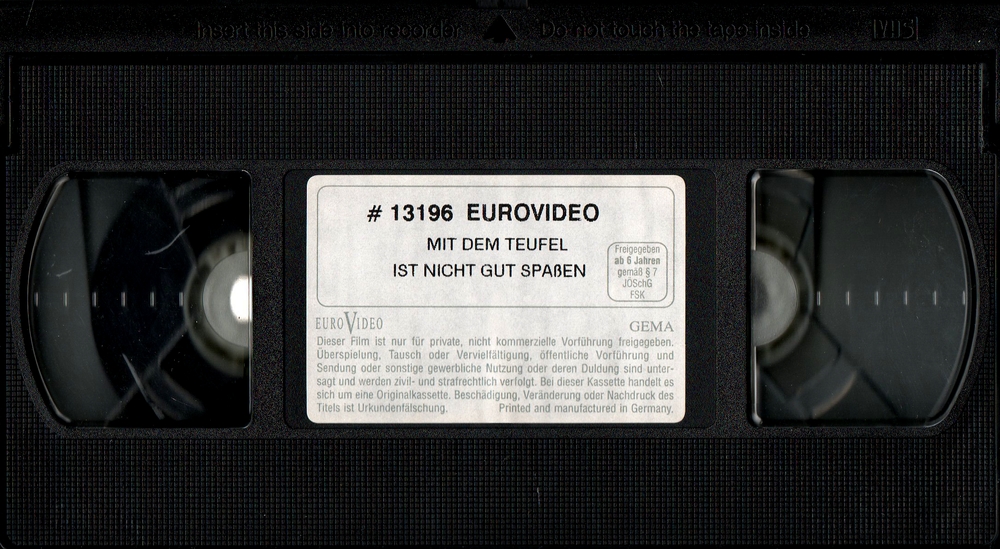 Insert this side into recorder Do not touch the tape inside VHS
# 13196 EUROVIDEO
MIT DEM TEUFEL
IST NICHT GUT SPAßEN
Freigegeben
ab 6 Jahren
gemäß § 7
JÖSchG
FSK
EUROVIDEO GEMA
Dieser Film ist nur für private, nicht kommerzielle Vorführung freigegeben.
Überspielung, Tausch oder Vervielfältigung, öffentliche Vorführung und
Sendung oder sonstige gewerbliche Nutzung oder deren Duldung sind unter-
sagt und werden zivil- und strafrechtlich verfolgt. Bei dieser Kassette handelt es
sich um eine Originalkassette. Beschädigung, Veränderung oder Nachdruck des
Titels ist Urkundenfälschung. Printed and manufactured in Germany.